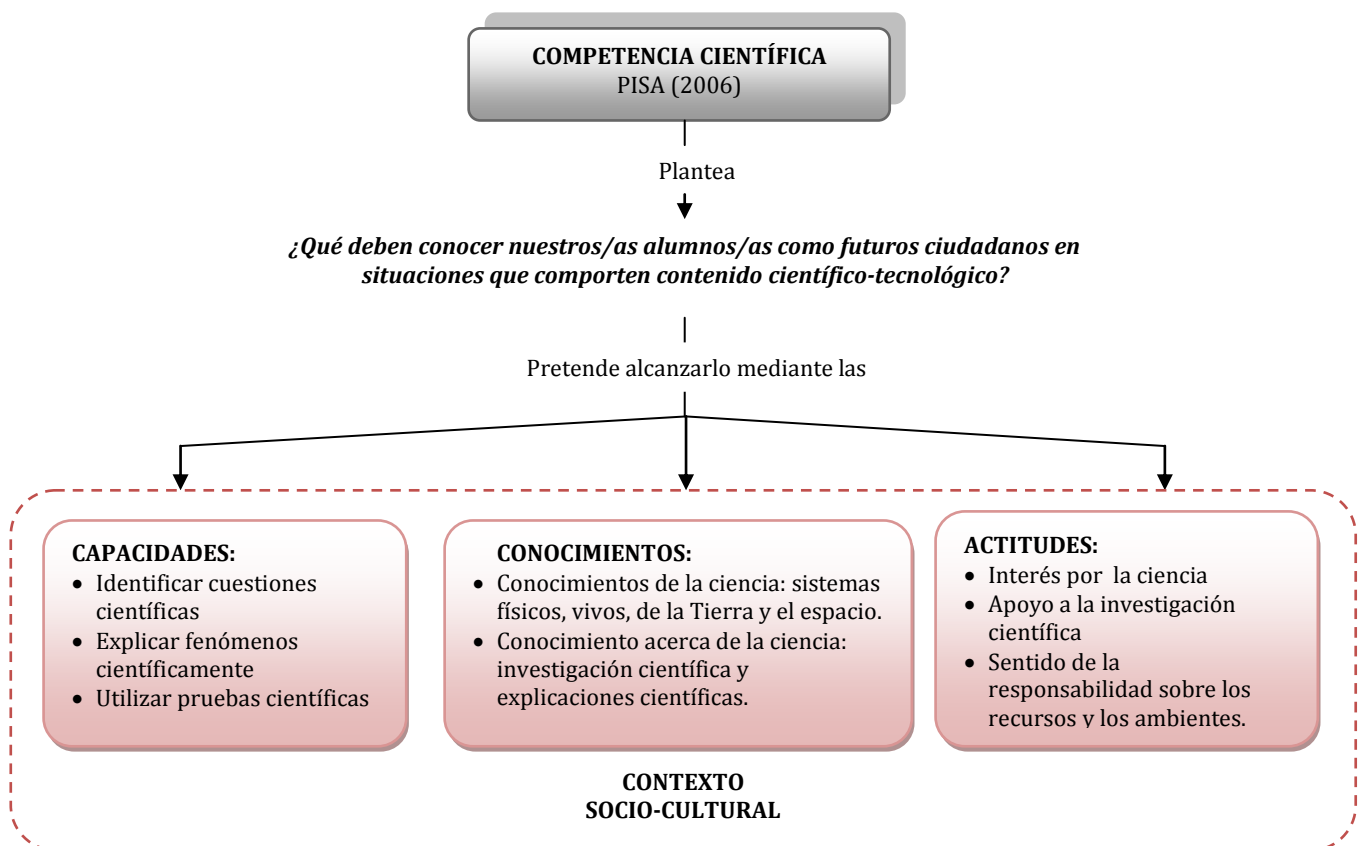 COMPETENCIA CIENTÍFICA
PISA (2006)
Plantea
¿Qué deben conocer nuestros/as alumnos/as como futuros ciudadanos en
situaciones que comporten contenido científico-tecnológico?
Pretende alcanzarlo mediante las
CAPACIDADES:
• Identificar cuestiones
científicas
• Explicar fenómenos
científicamente
• Utilizar pruebas científicas
CONOCIMIENTOS:
• Conocimientos de la ciencia: sistemas
físicos, vivos, de la Tierra y el espacio.
• Conocimiento acerca de la ciencia:
investigación científica y
explicaciones científicas.
ACTITUDES:
• Interés por la ciencia
• Apoyo a la investigación
científica
• Sentido de la
responsabilidad sobre los
recursos y los ambientes.
CONTEXTO
SOCIO-CULTURAL